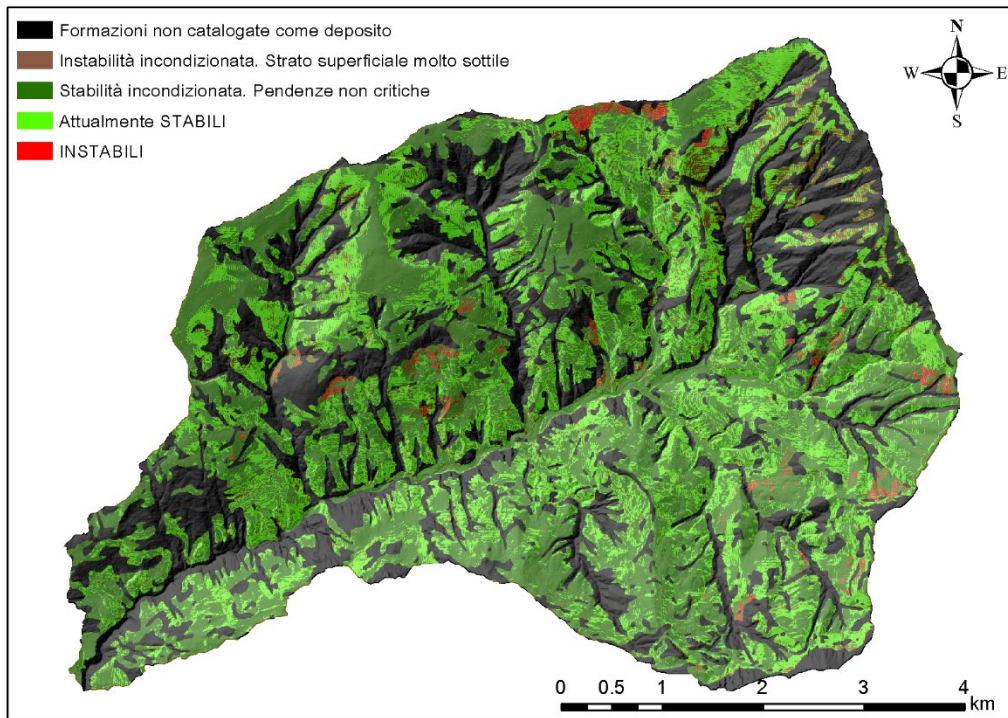 Formazioni non catalogate come deposito
Instabilità incondizionata. Strato superficiale molto sottile
Stabilità incondizionata. Pendenze non critiche
Attualmente STABILI
INSTABILI
N
W E
S
0 0.5 1 2 3 4
km